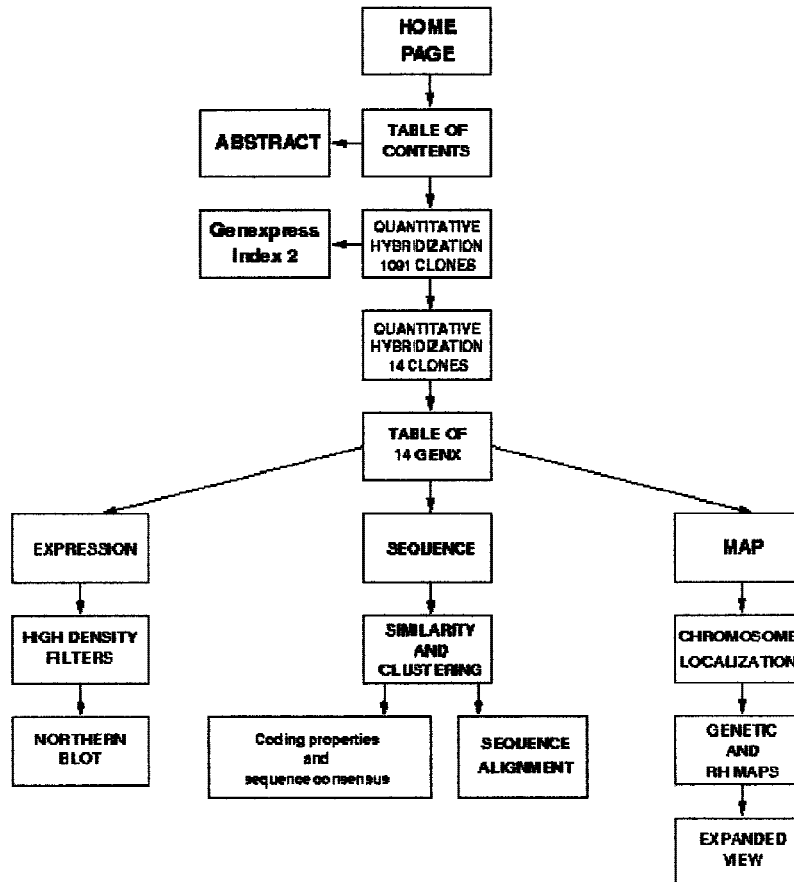 HOME
PAGE
ABSTRACT
TABLE OF
CONTENTS
Genexpress
Index 2
QUANTITATIVE
HYBRIDIZATION
1091 CLONES
QUANTITATIVE
HYBRIDIZATION
14 CLONES
TABLE OF
14 GENX
EXPRESSION
SEQUENCE
MAP
HIGH DENSITY
FILTERS
SIMILARITY
AND
CLUSTERING
CHROMOSOME
LOCALIZATION
NORTHERN
BLOT
Coding properties
and
sequence consensus
SEQUENCE
ALIGNMENT
GENETIC
AND
RH MAPS
EXPANDED
VIEW